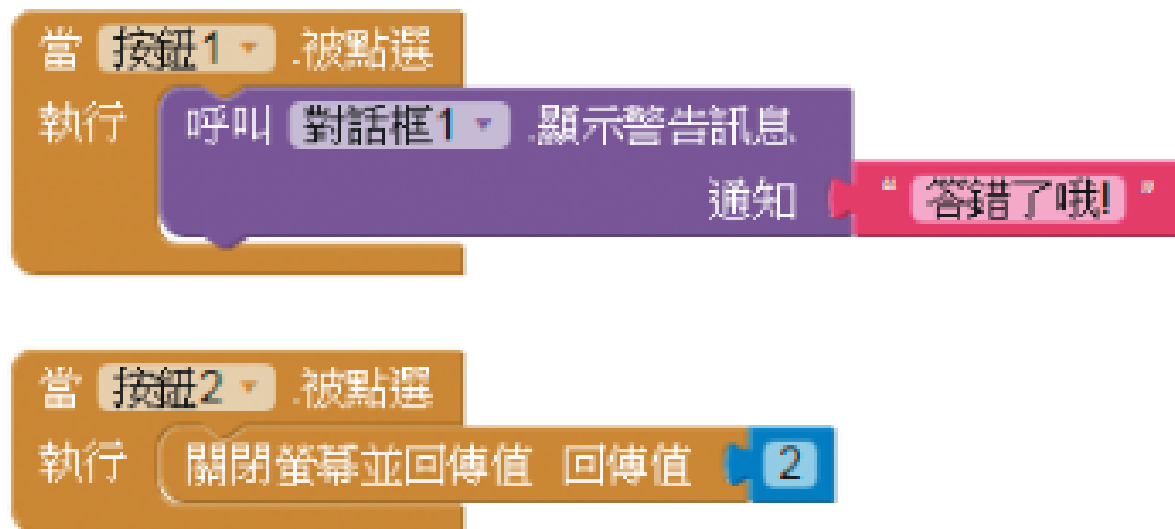 當 按鈕1 .被點選
執行 呼叫 對話框1 .顯示警告訊息
通知 “ 答錯了哦! ”
當 按鈕2 .被點選
執行 關閉螢幕並回傳值 回傳值 2